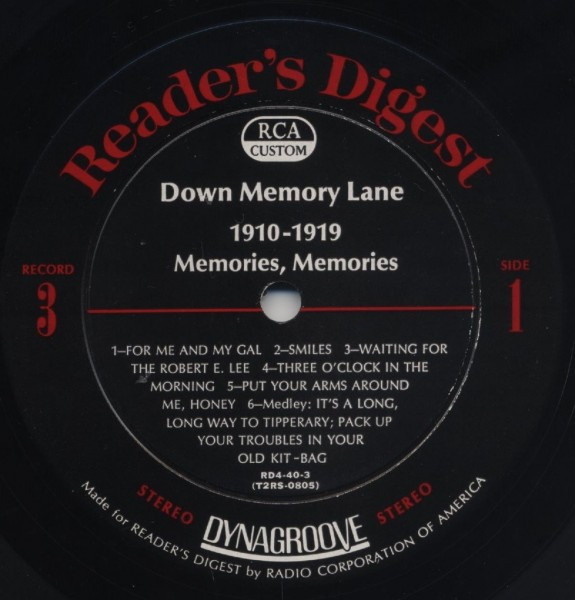 Reader's Digest
RCA
CUSTOM
Down Memory Lane
1910-1919
Memories, Memories
RECORD
3
SIDE
1
1—FOR ME AND MY GAL 2—SMILES 3—WAITING FOR
THE ROBERT E. LEE 4—THREE O'CLOCK IN THE
MORNING 5—PUT YOUR ARMS AROUND
ME, HONEY 6—Medley: IT'S A LONG,
LONG WAY TO TIPPERARY; PACK UP
YOUR TROUBLES IN YOUR
OLD KIT-BAG
RD4-40-3
(T2RS-0805)
STEREO
DYNAGROOVE
STEREO
Made for READER'S DIGEST by RADIO CORPORATION OF AMERICA